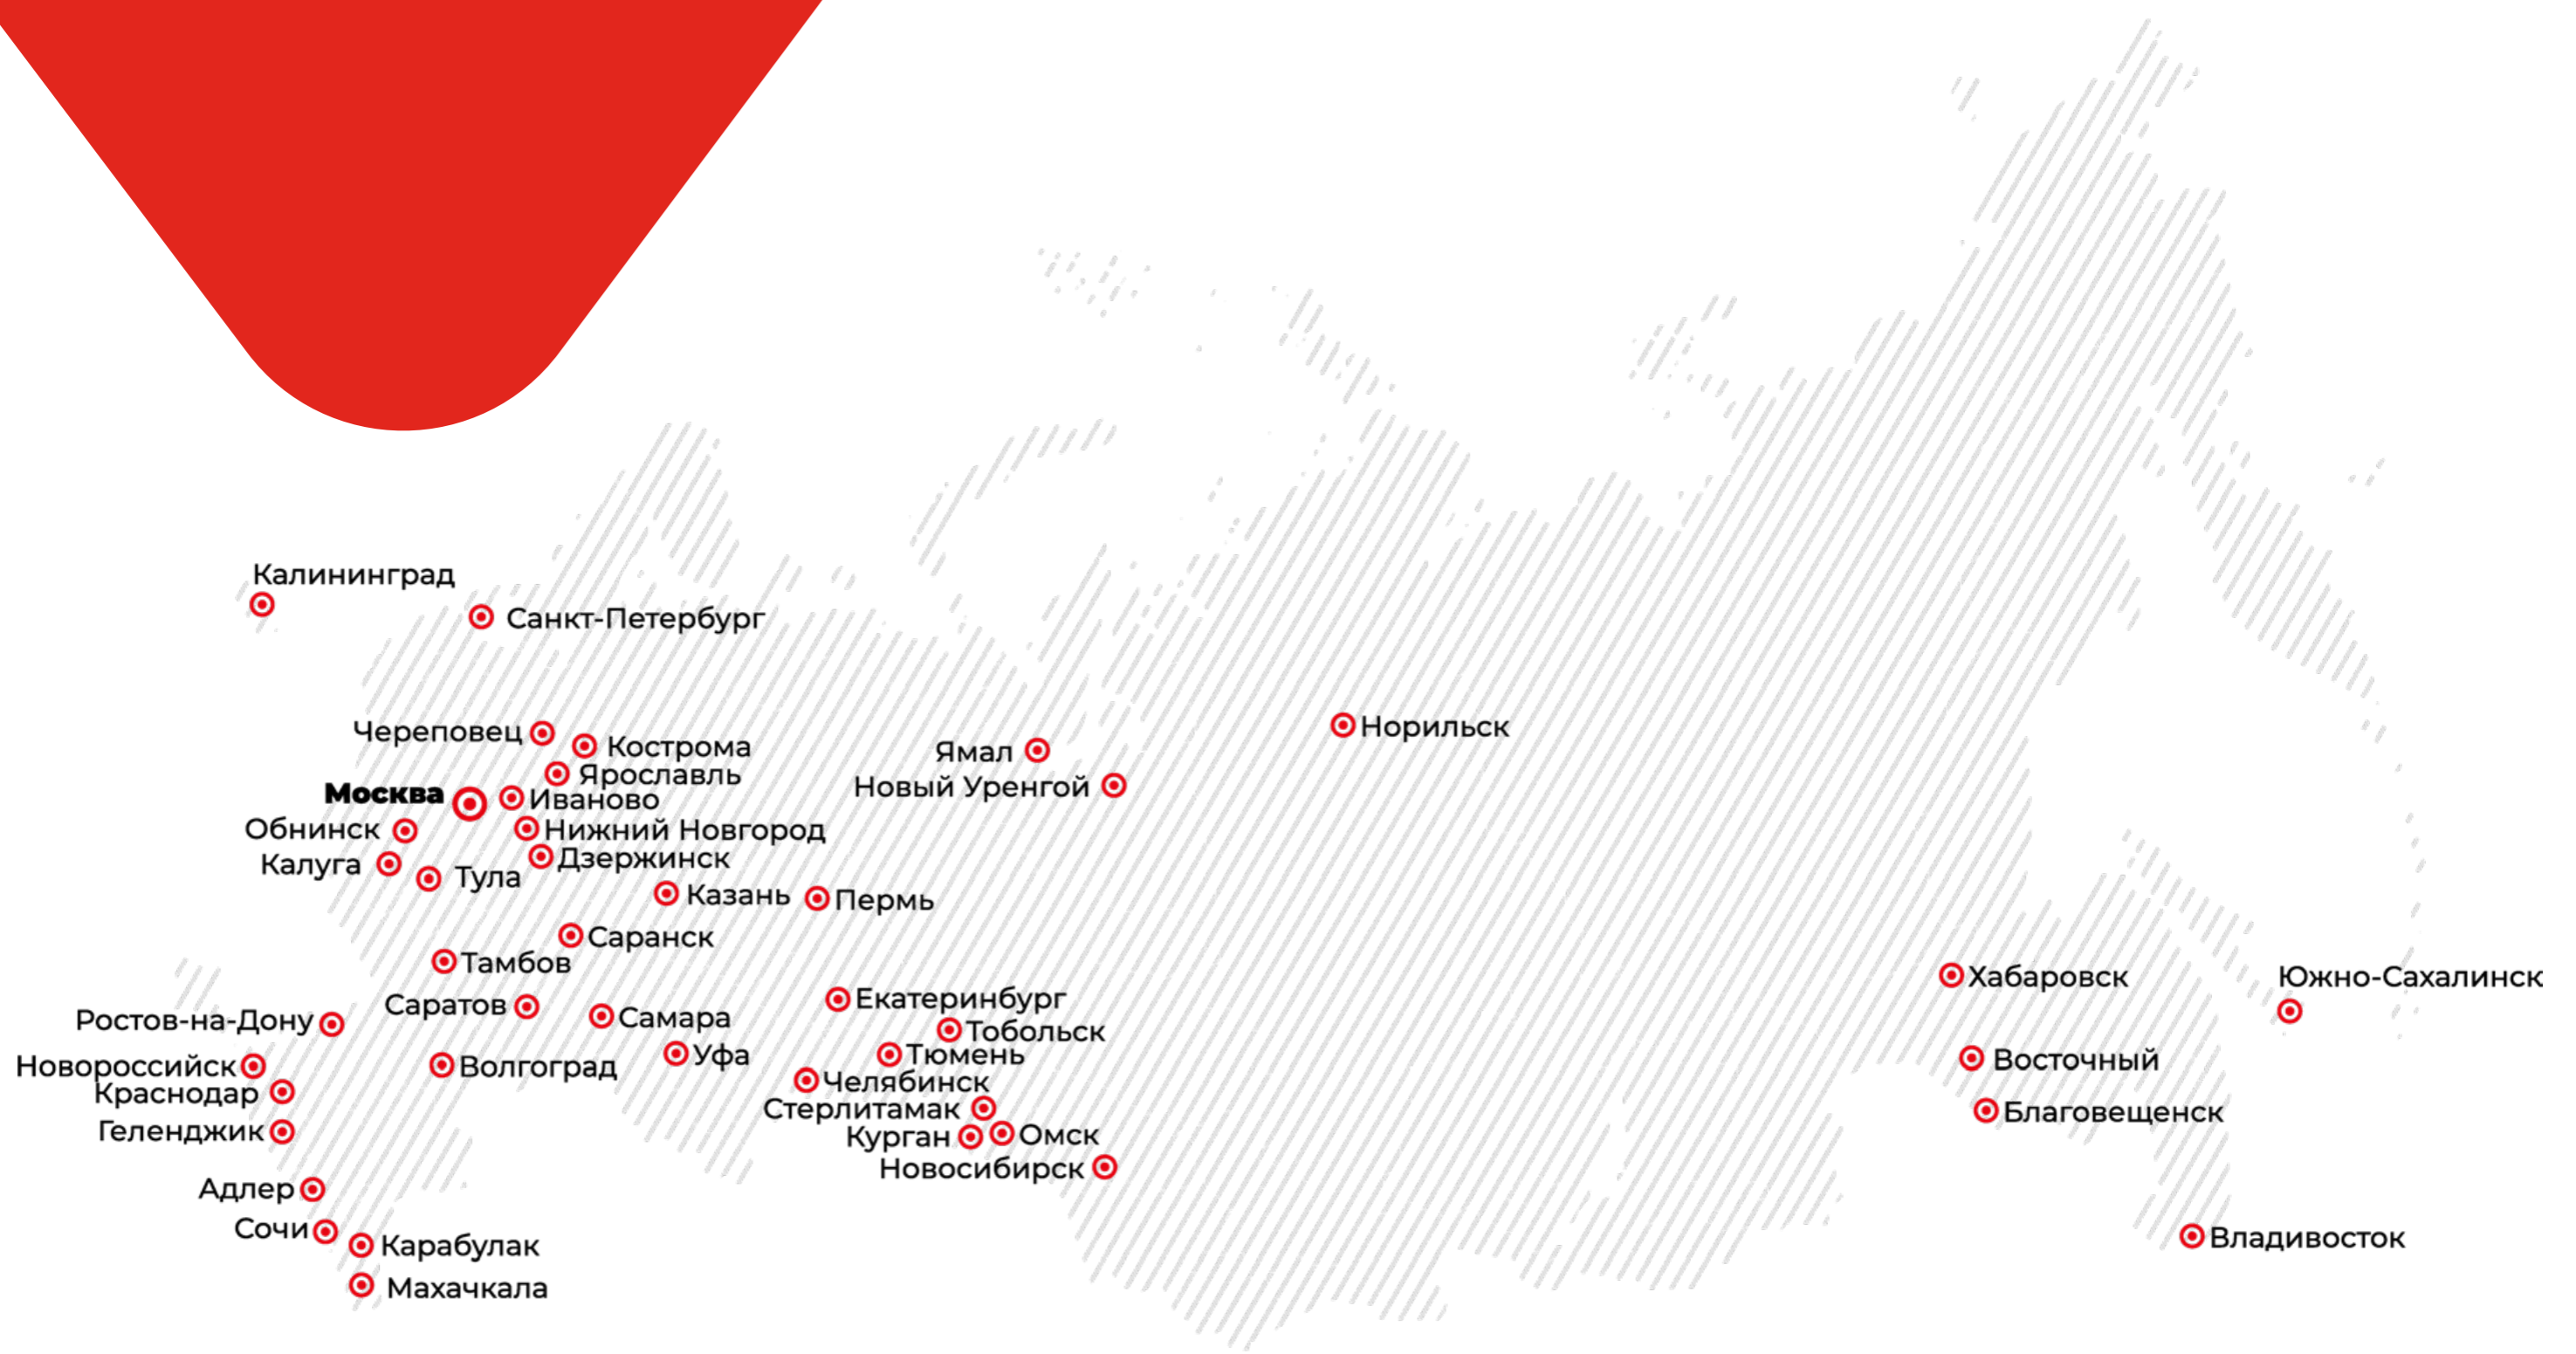 Калининград
Санкт-Петербург
Череповец
Кострома
Норильск
Ямал
Ярославль
Новый Уренгой
Москва
Иваново
Обнинск
Нижний Новгород
Дзержинск
Калуга
Тула
Казань
Пермь
Саранск
Тамбов
Хабаровск
Южно-Сахалинск
Екатеринбург
Саратов
Самара
Ростов-на-Дону
Тобольск
Уфа
Тюмень
Восточный
Новороссийск
Волгоград
Челябинск
Краснодар
Стерлитамак
Благовещенск
Геленджик
Курган
Омск
Новосибирск
Адлер
Сочи
Владивосток
Карабулак
Махачкала